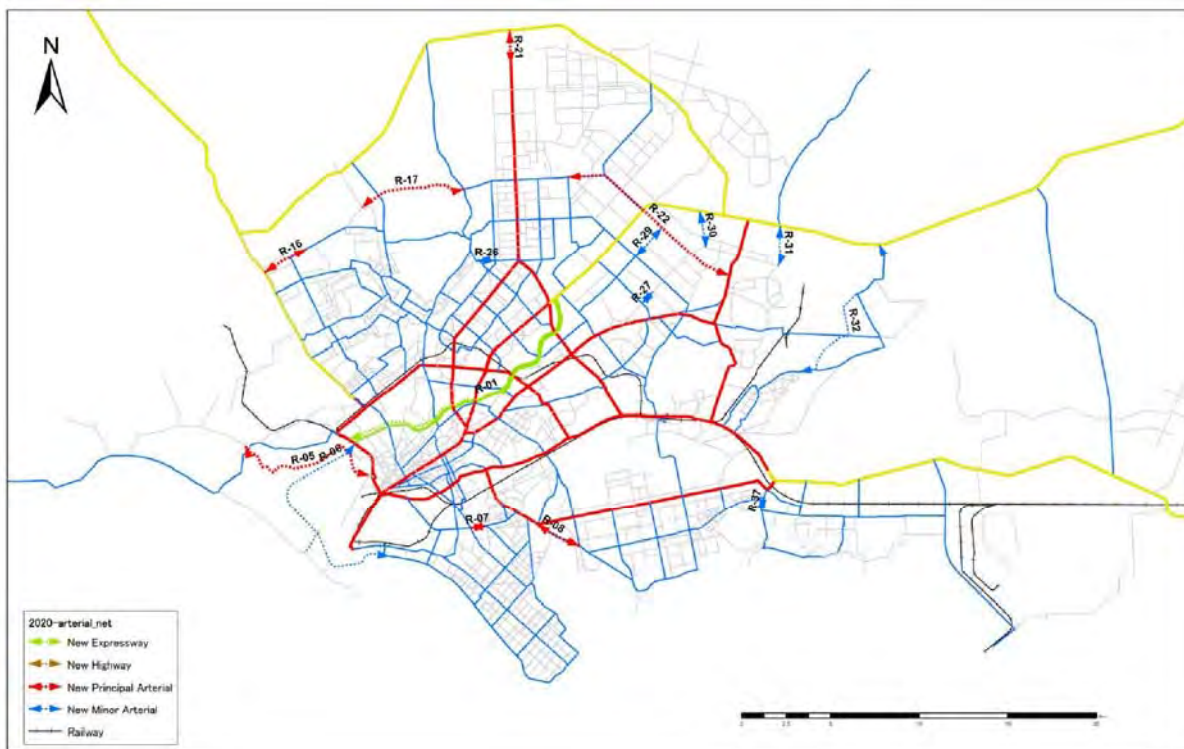 N
R-21
R-17
R-22
R-30
R-29
R-31
R-16
R-26
R-27
R-32
R-01
R-05
R-06
R-37
R-07
R-08
2020-arterial_net
New Expressway
New Highway
New Principal Arterial
New Minor Arterial
Railway